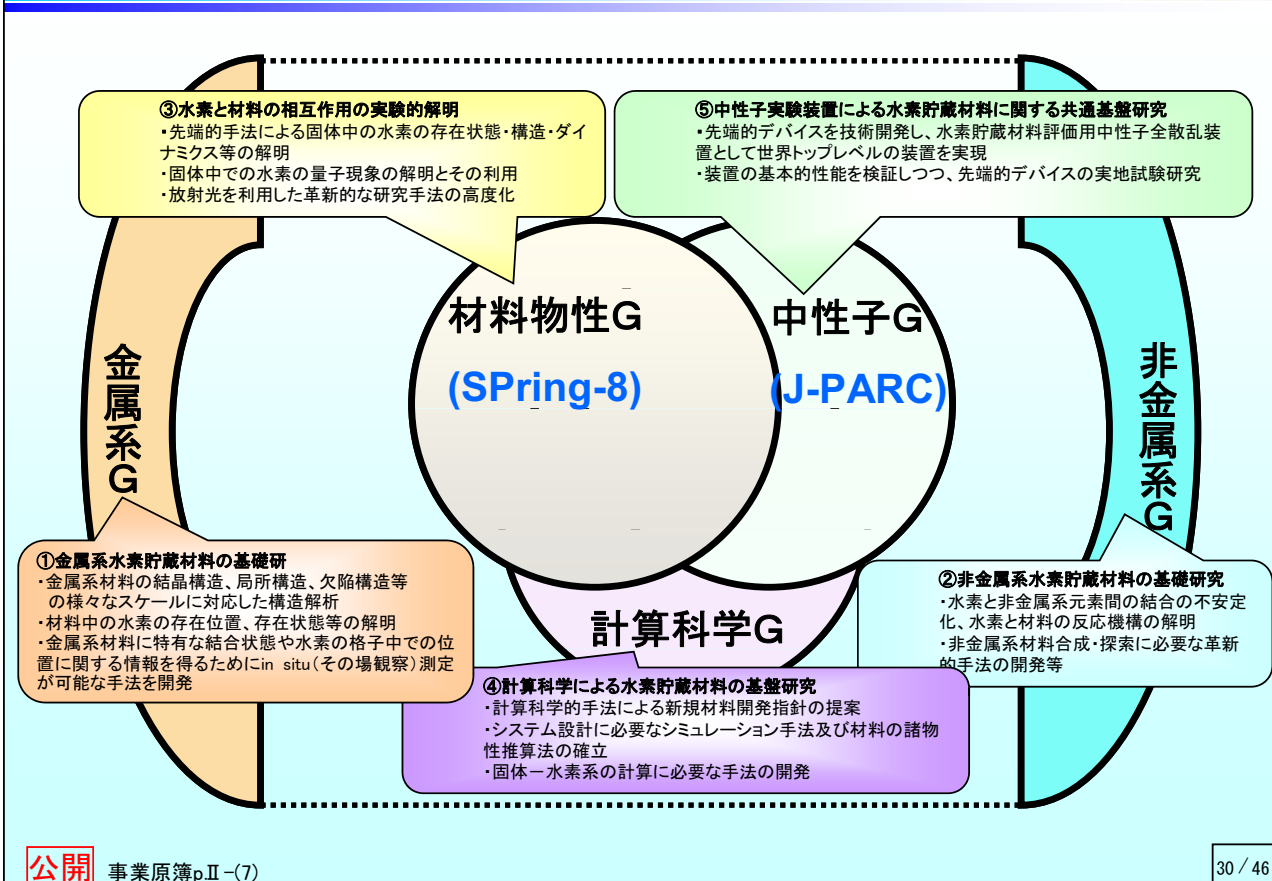 ③水素と材料の相互作用の実験的解明
・先端的手法による固体中の水素の存在状態・構造・ダイ
ナミクス等の解明
・固体中での水素の量子現象の解明とその利用
・放射光を利用した革新的な研究手法の高度化
⑤中性子実験装置による水素貯蔵材料に関する共通基盤研究
・先端的デバイスを技術開発し、水素貯蔵材料評価用中性子全散乱装
置として世界トップレベルの装置を実現
・装置の基本的性能を検証しつつ、先端的デバイスの実地試験研究
材料物性G
(SPring-8)
中性子G
(J-PARC)
金属系G
非金属系G
計算科学G
①金属系水素貯蔵材料の基礎研
・金属系材料の結晶構造、局所構造、欠陥構造等
の様々なスケールに対応した構造解析
・材料中の水素の存在位置、存在状態等の解明
・金属系材料に特有な結合状態や水素の格子中での位
置に関する情報を得るためにin situ(その場観察)測定
が可能な手法を開発
②非金属系水素貯蔵材料の基礎研究
・水素と非金属系元素間の結合の不安定
化、水素と材料の反応機構の解明
・非金属系材料合成・探索に必要な革新
的手法の開発等
④計算科学による水素貯蔵材料の基盤研究
・計算科学的手法による新規材料開発指針の提案
・システム設計に必要なシミュレーション手法及び材料の諸物
性推算法の確立
・固体－水素系の計算に必要な手法の開発
公開 事業原簿p.Ⅱ-(7)
30/46